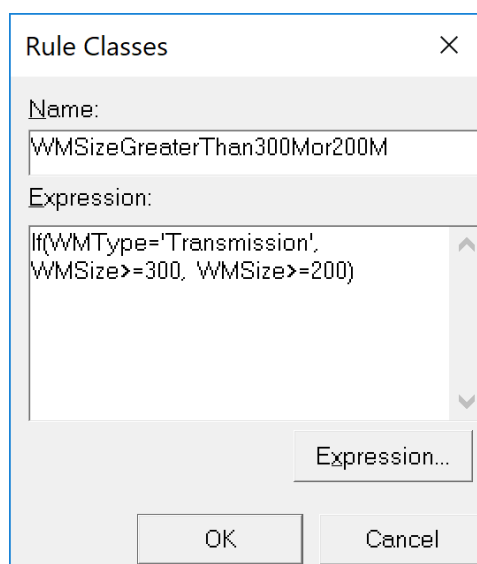 Rule Classes
Name:
WMSizeGreaterThan300Mor200M
Expression:
If(WMType='Transmission',
WMSize>=300, WMSize>=200)
Expression...
OK
Cancel